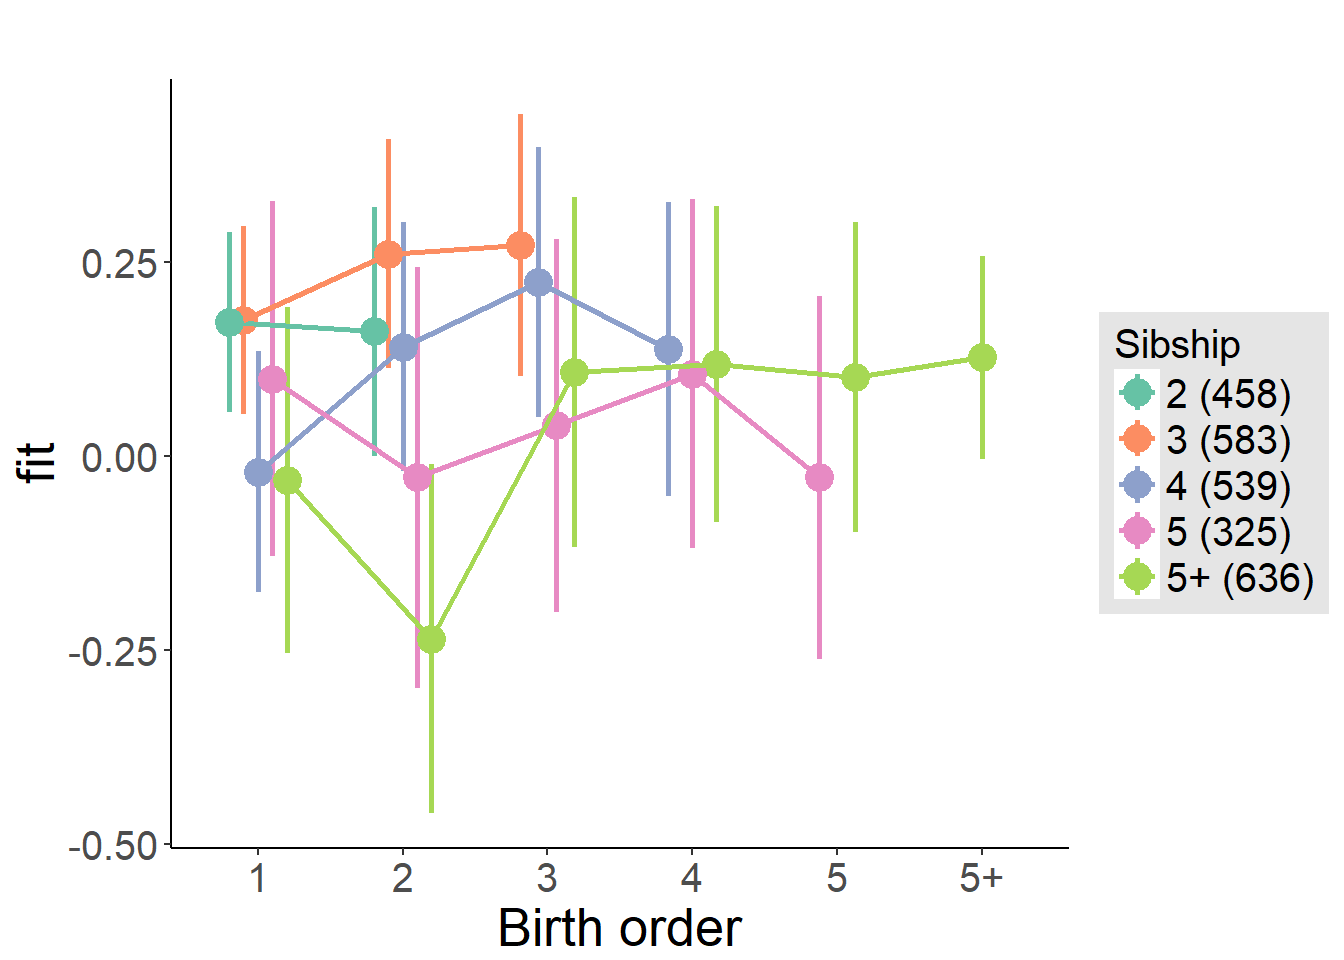 fit
0.25
0.00
-0.25
-0.50
1 2 3 4 5 5+
Birth order
Sibship
2 (458)
3 (583)
4 (539)
5 (325)
5+ (636)